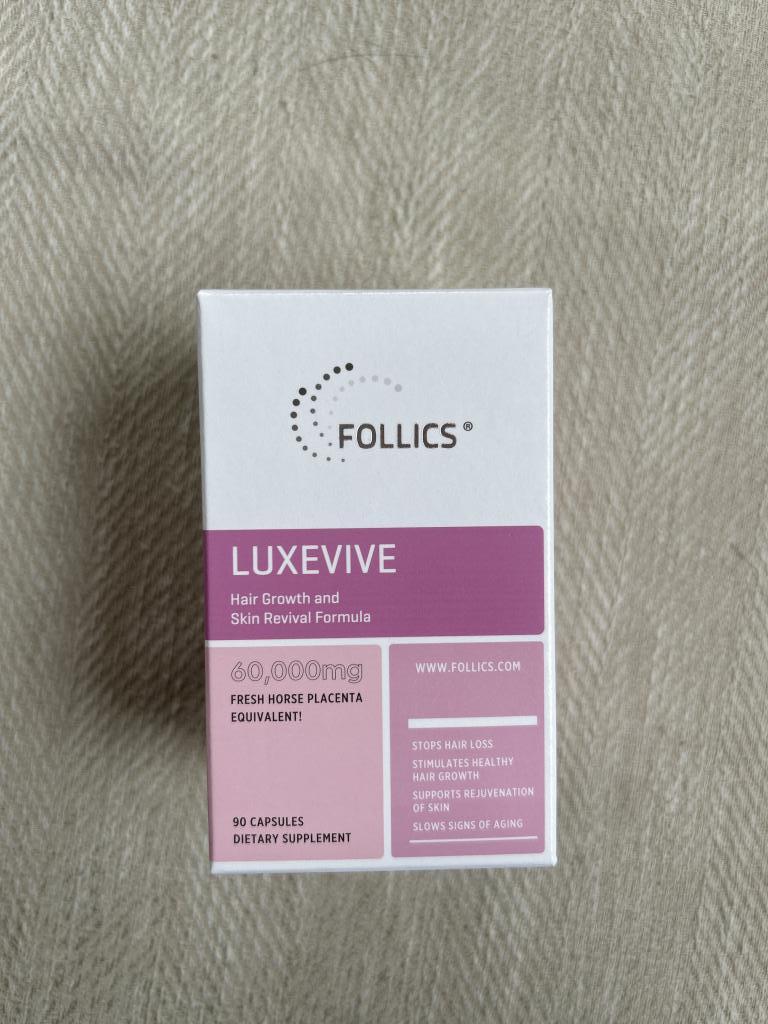 FOLLICS®
LUXEVIVE
Hair Growth and
Skin Revival Formula
60,000mg
FRESH HORSE PLACENTA
EQUIVALENT!
90 CAPSULES
DIETARY SUPPLEMENT
WWW.FOLLICS.COM
STOPS HAIR LOSS
STIMULATES HEALTHY
HAIR GROWTH
SUPPORTS REJUVENATION
OF SKIN
SLOWS SIGNS OF AGING